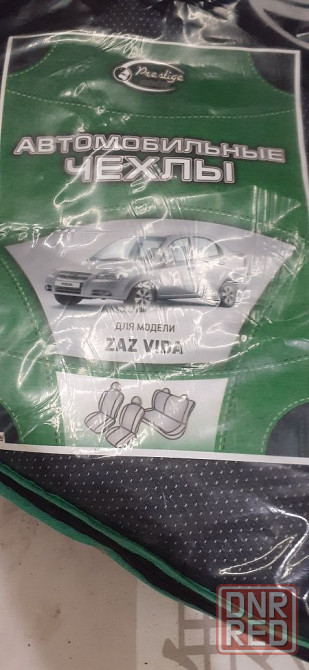 Prestige
АВТОМОБИЛЬНЫЕ
ЧЕХЛЫ
ДЛЯ МОДЕЛИ
ZAZ VIDA
DNR
RED